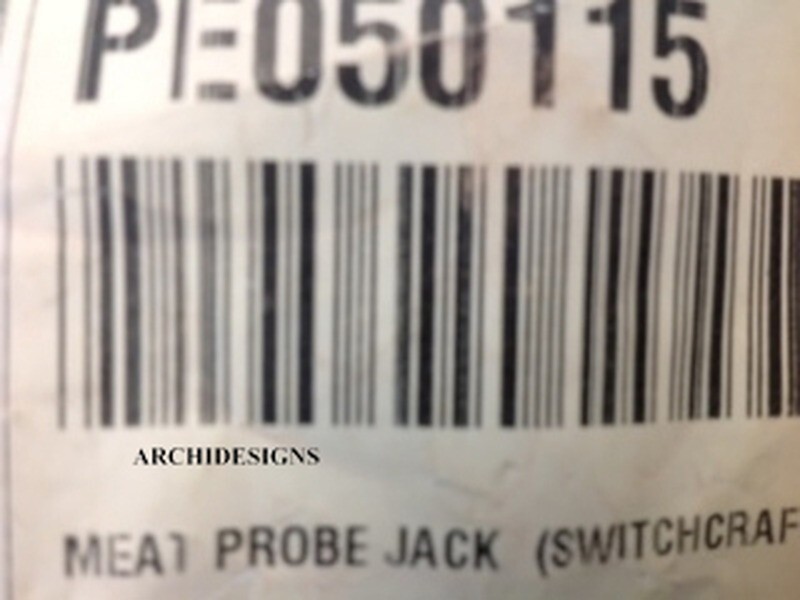 PE050115
ARCHIDESIGNS
MEAT PROBE JACK (SWITCHCRAF